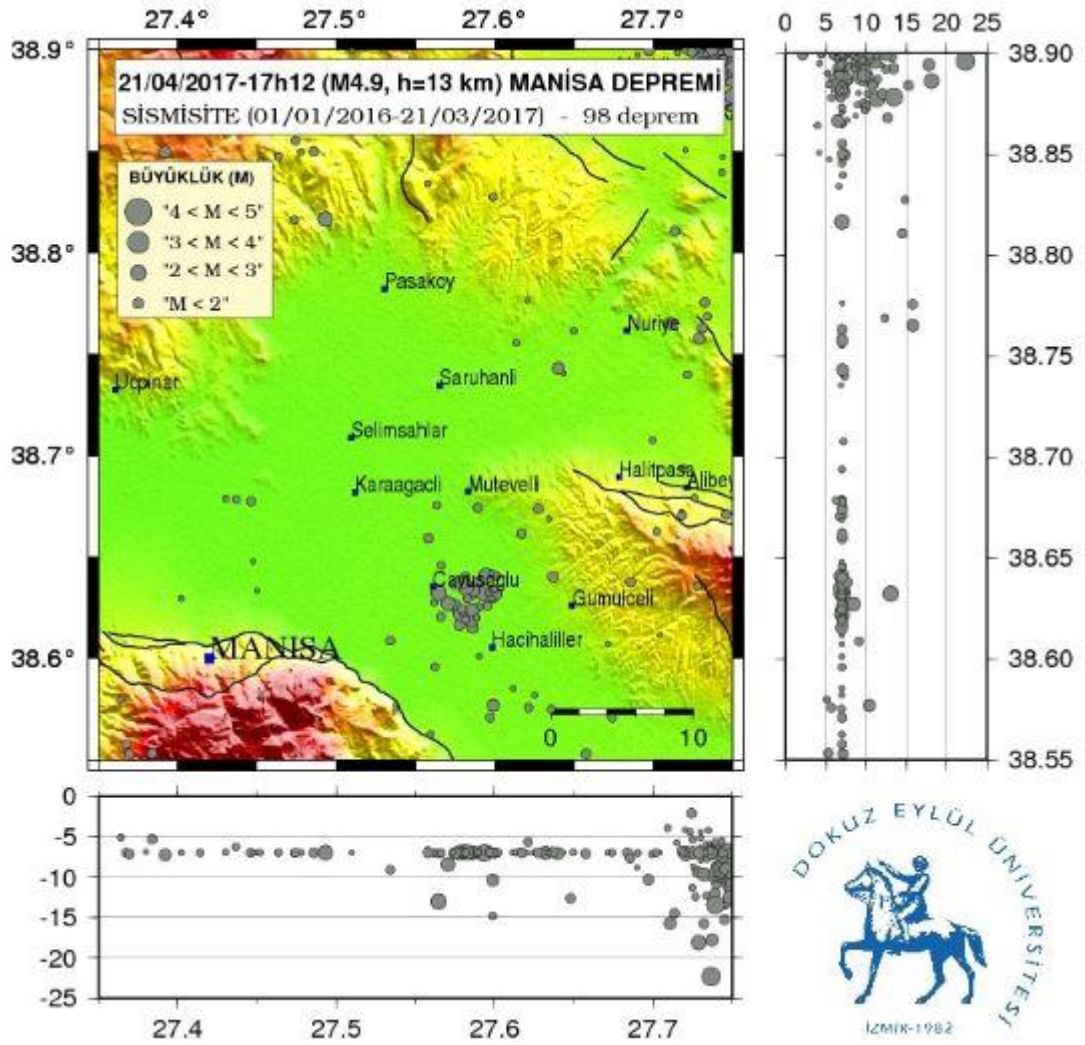 27.4° 27.5° 27.6° 27.7°
0 5 10 15 20 25
38.9°
38.8°
38.7°
38.6°
21/04/2017-17h12 (M4.9, h=13 km) MANİSA DEPREMİ
SİSMİSİTE (01/01/2016-21/03/2017) - 98 deprem
BÜYÜKLÜK (M)
"4 < M < 5"
"3 < M < 4"
"2 < M < 3"
"M < 2"
Pasakoy
Nuriye
Ucpinar
Saruhanli
Selimsahlar
Halitpasa
Alibey
Karaagacli
Mutevelli
Cavusoglu
Gumulceli
MANISA
Hacihaliller
0 10
38.90
38.85
38.80
38.75
38.70
38.65
38.60
38.55
0
-5
-10
-15
-20
-25
27.4 27.5 27.6 27.7
DOKUZ EYLÜL ÜNİVERSİTESİ
İZMİR-1982